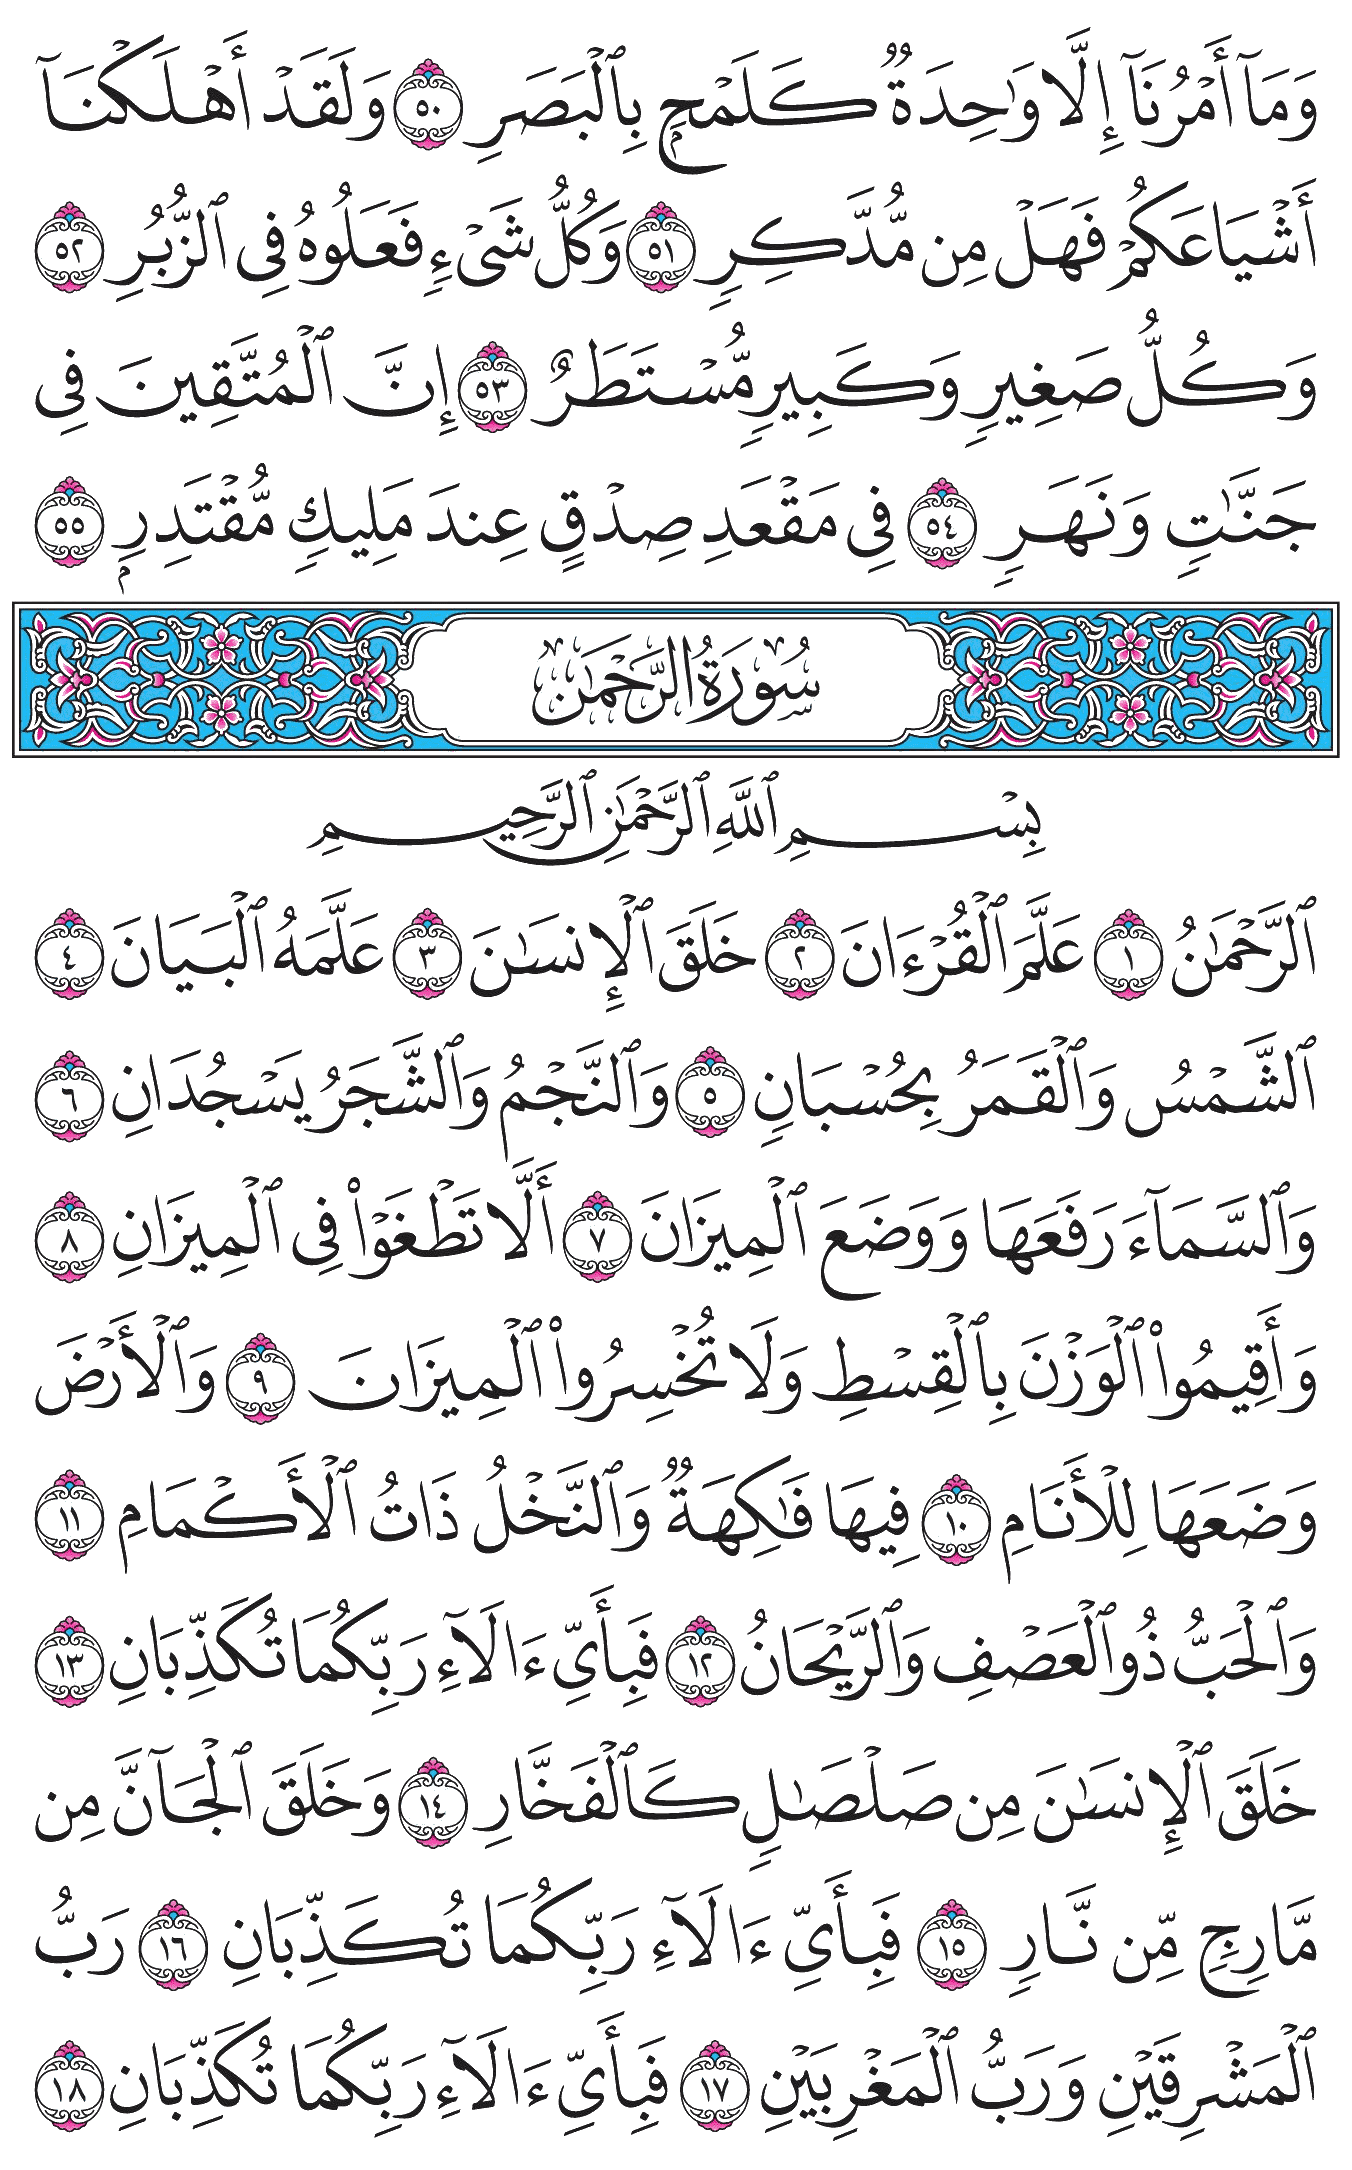 وَمَآ أَمۡرُنَآ إِلَّا وَٰحِدَةٞ كَلَمۡحِۭ بِٱلۡبَصَرِ ٥٠ وَلَقَدۡ أَهۡلَكۡنَآ
أَشۡيَاعَكُمۡ فَهَلۡ مِن مُّدَّكِرٖ ٥١ وَكُلُّ شَيۡءٖ فَعَلُوهُ فِي ٱلزُّبُرِ ٥٢
وَكُلُّ صَغِيرٖ وَكَبِيرٖ مُّسۡتَطَرٌ ٥٣ إِنَّ ٱلۡمُتَّقِينَ فِي
جَنَّٰتٖ وَنَهَرٖ ٥٤ فِي مَقۡعَدِ صِدۡقٍ عِندَ مَلِيكٖ مُّقۡتَدِرِۭ ٥٥
سُورَةُ الرَّحۡمَٰن
بِسۡمِ ٱللَّهِ ٱلرَّحۡمَٰنِ ٱلرَّحِيمِ
ٱلرَّحۡمَٰنُ ١ عَلَّمَ ٱلۡقُرۡءَانَ ٢ خَلَقَ ٱلۡإِنسَٰنَ ٣ عَلَّمَهُ ٱلۡبَيَانَ ٤
ٱلشَّمۡسُ وَٱلۡقَمَرُ بِحُسۡبَانٖ ٥ وَٱلنَّجۡمُ وَٱلشَّجَرُ يَسۡجُدَانِ ٦
وَٱلسَّمَآءَ رَفَعَهَا وَوَضَعَ ٱلۡمِيزَانَ ٧ أَلَّا تَطۡغَوۡاْ فِي ٱلۡمِيزَانِ ٨
وَأَقِيمُواْ ٱلۡوَزۡنَ بِٱلۡقِسۡطِ وَلَا تُخۡسِرُواْ ٱلۡمِيزَانَ ٩ وَٱلۡأَرۡضَ
وَضَعَهَا لِلۡأَنَامِ ١٠ فِيهَا فَٰكِهَةٞ وَٱلنَّخۡلُ ذَاتُ ٱلۡأَكۡمَامِ ١١
وَٱلۡحَبُّ ذُو ٱلۡعَصۡفِ وَٱلرَّيۡحَانُ ١٢ فَبِأَيِّ ءَالَآءِ رَبِّكُمَا تُكَذِّبَانِ ١٣
خَلَقَ ٱلۡإِنسَٰنَ مِن صَلۡصَٰلٖ كَٱلۡفَخَّارِ ١٤ وَخَلَقَ ٱلۡجَآنَّ مِن
مَّارِجٖ مِّن نَّارٖ ١٥ فَبِأَيِّ ءَالَآءِ رَبِّكُمَا تُكَذِّبَانِ ١٦ رَبُّ
ٱلۡمَشۡرِقَيۡنِ وَرَبُّ ٱلۡمَغۡرِبَيۡنِ ١٧ فَبِأَيِّ ءَالَآءِ رَبِّكُمَا تُكَذِّبَانِ ١٨